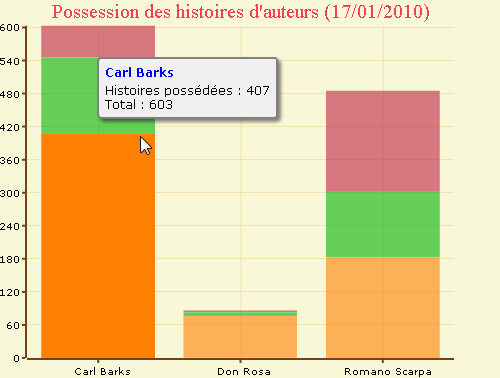 Possession des histoires d'auteurs (17/01/2010)
600
540
480
420
360
300
240
180
120
60
0
Carl Barks
Histoires possédées : 407
Total : 603
Carl Barks
Don Rosa
Romano Scarpa